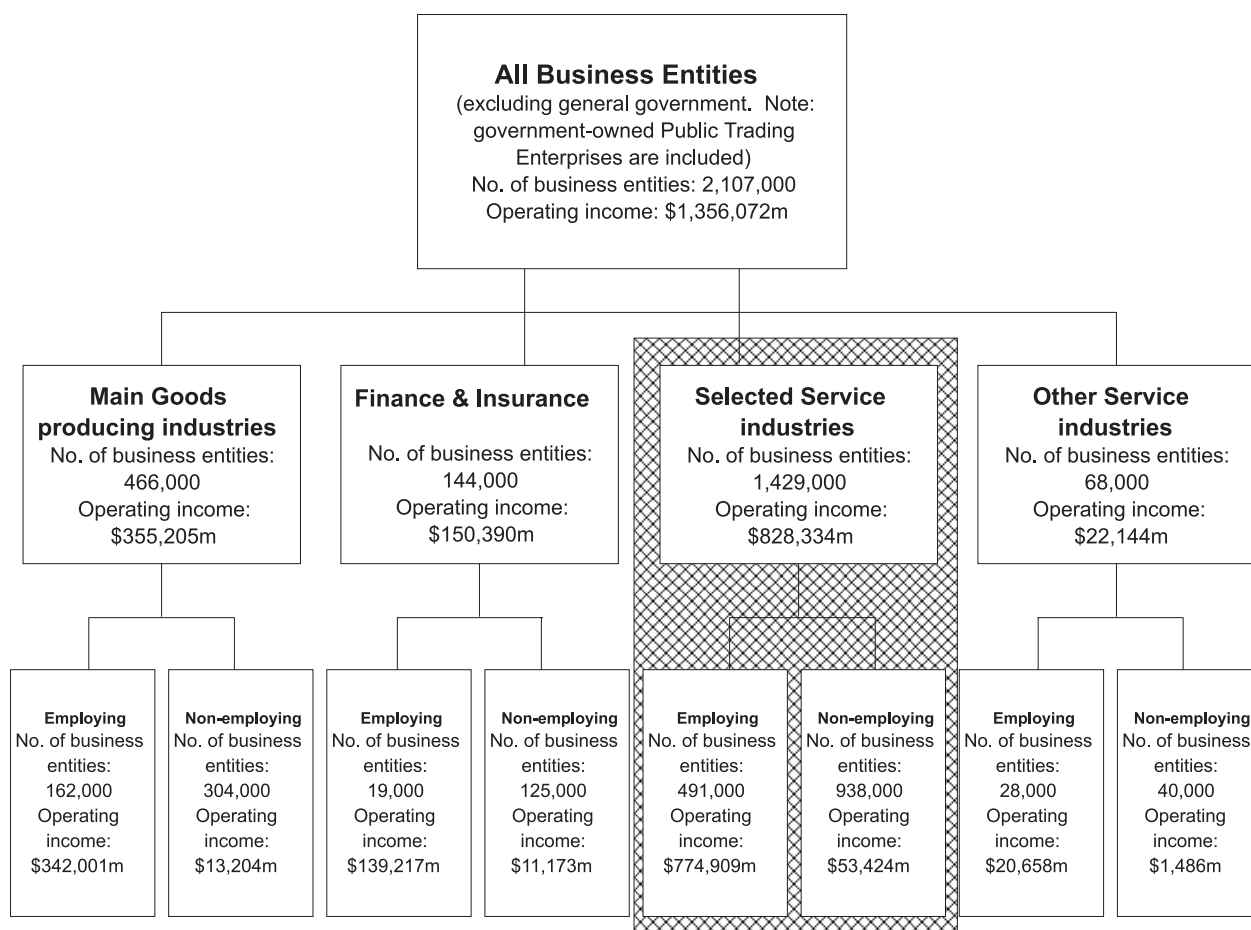 All Business Entities
(excluding general government. Note:
government-owned Public Trading
Enterprises are included)
No. of business entities: 2,107,000
Operating income: $1,356,072m
Main Goods
producing industries
No. of business entities:
466,000
Operating income:
$355,205m
Finance & Insurance
No. of business entities:
144,000
Operating income:
$150,390m
Selected Service
industries
No. of business entities:
1,429,000
Operating income:
$828,334m
Other Service
industries
No. of business entities:
68,000
Operating income:
$22,144m
Employing
No. of business
entities:
162,000
Operating
income:
$342,001m
Non-employing
No. of business
entities:
304,000
Operating
income:
$13,204m
Employing
No. of business
entities:
19,000
Operating
income:
$139,217m
Non-employing
No. of business
entities:
125,000
Operating
income:
$11,173m
Employing
No. of business
entities:
491,000
Operating
income:
$774,909m
Non-employing
No. of business
entities:
938,000
Operating
income:
$53,424m
Employing
No. of business
entities:
28,000
Operating
income:
$20,658m
Non-employing
No. of business
entities:
40,000
Operating
income:
$1,486m